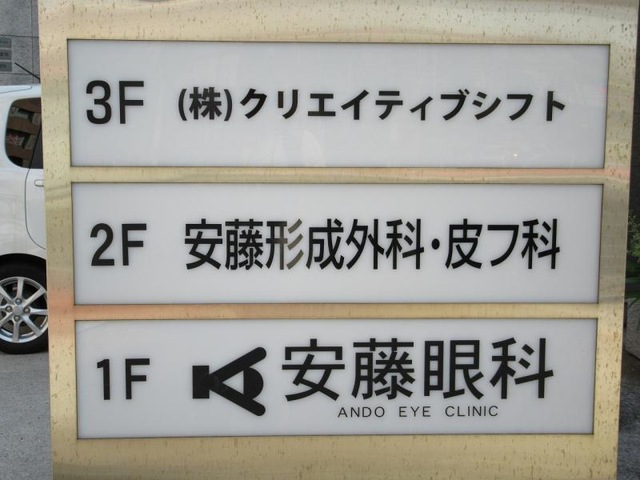 3F (株)クリエイティブシフト
2F 安藤形成外科・皮フ科
1F 安藤眼科
ANDO EYE CLINIC